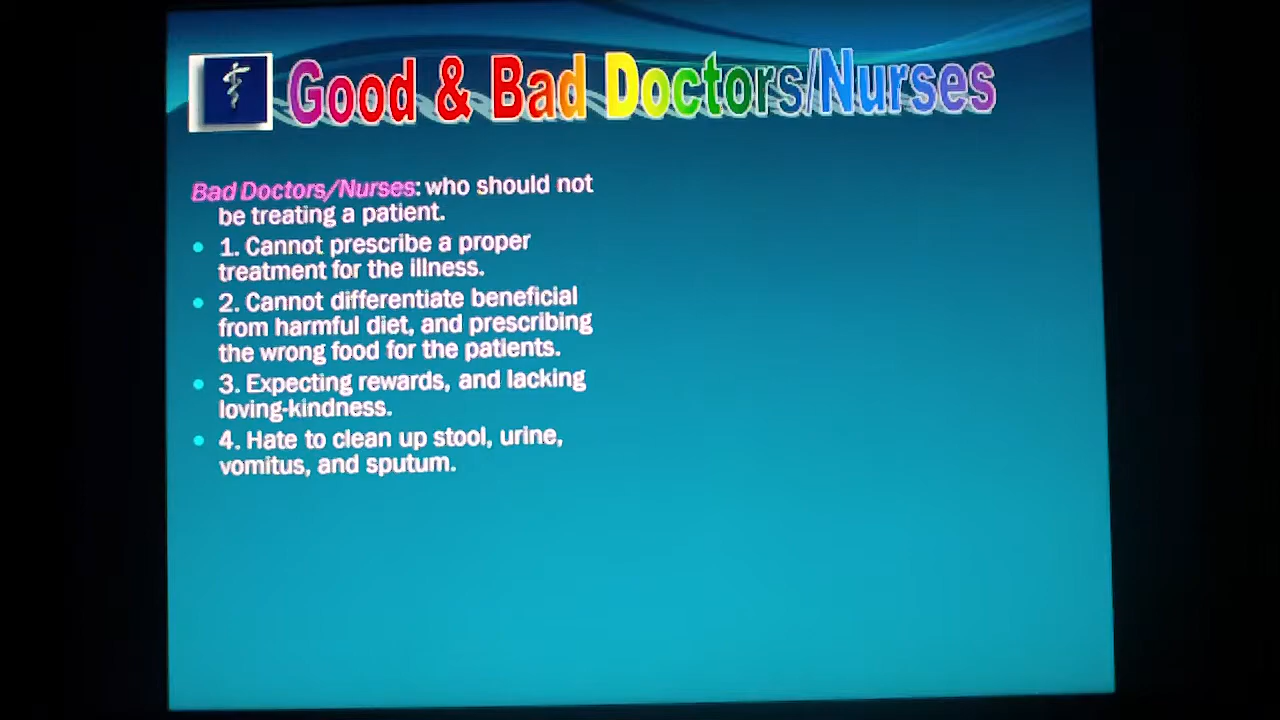 Good & Bad Doctors/Nurses
Bad Doctors/Nurses: who should not
be treating a patient.
• 1. Cannot prescribe a proper
treatment for the illness.
• 2. Cannot differentiate beneficial
from harmful diet, and prescribing
the wrong food for the patients.
• 3. Expecting rewards, and lacking
loving-kindness.
• 4. Hate to clean up stool, urine,
vomitus, and sputum.